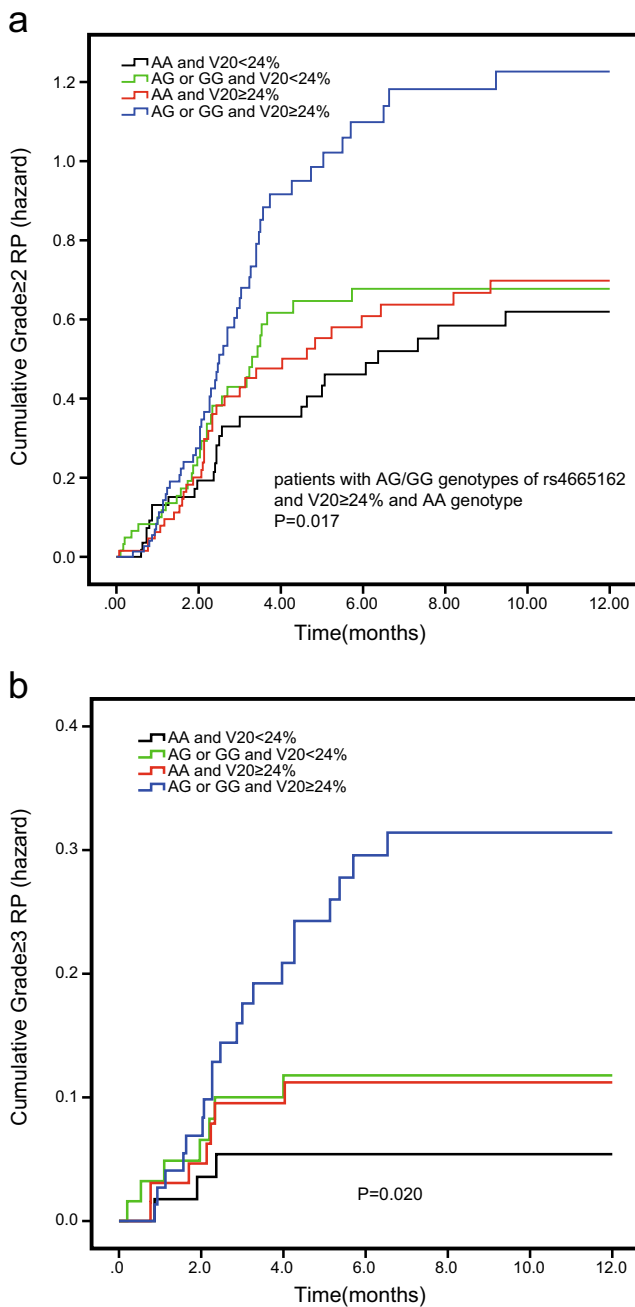 a
AA and V20<24%
AG or GG and V20<24%
AA and V20≥24%
AG or GG and V20≥24%
1.2
1.0
0.8
0.6
0.4
0.2
0.0
Cumulative Grade≥2 RP (hazard)
patients with AG/GG genotypes of rs4665162
and V20≥24% and AA genotype
P=0.017
.00 2.00 4.00 6.00 8.00 10.00 12.00
Time(months)
b
AA and V20<24%
AG or GG and V20<24%
AA and V20≥24%
AG or GG and V20≥24%
0.4
0.3
0.2
0.1
0.0
Cumulative Grade≥3 RP (hazard)
P=0.020
.0 2.0 4.0 6.0 8.0 10.0 12.0
Time(months)